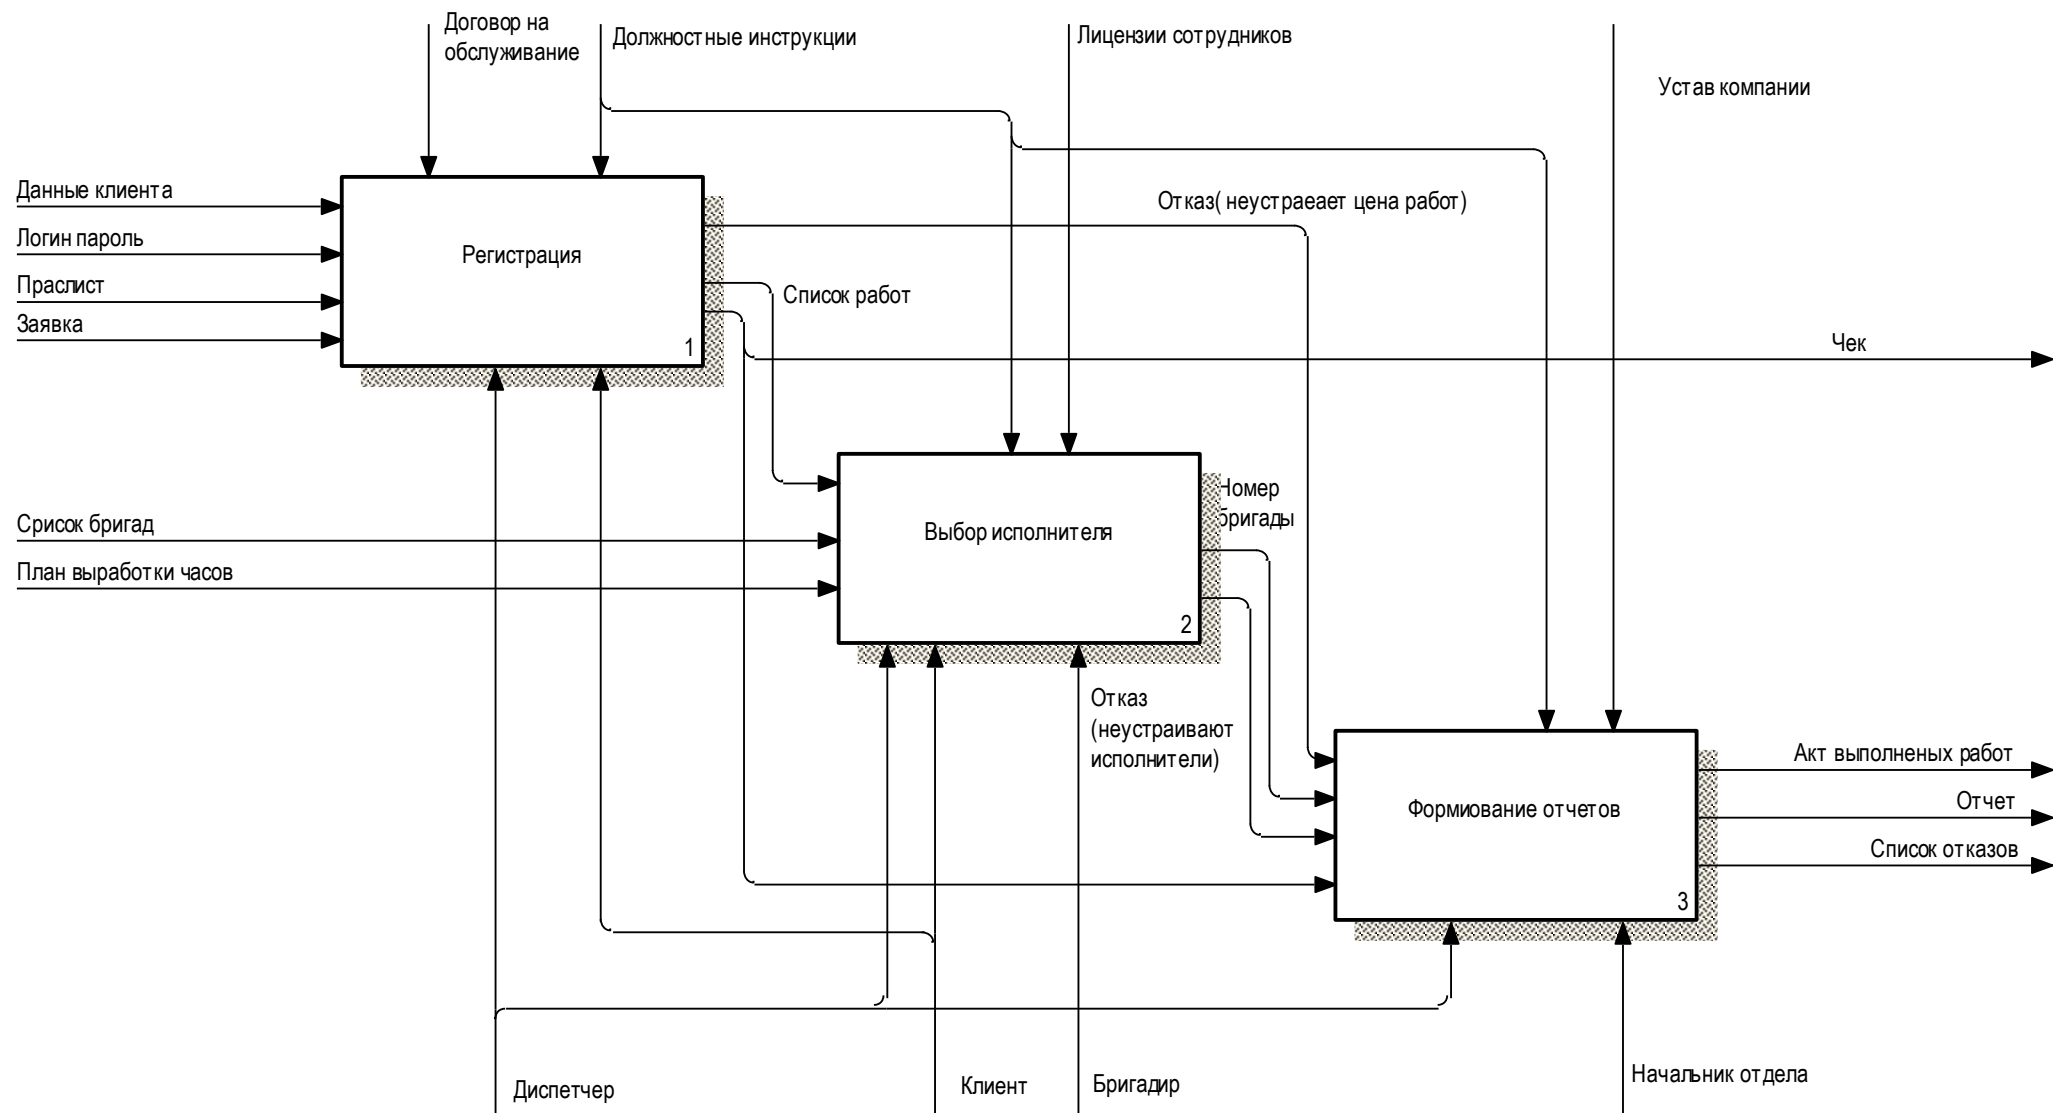 Договор на
обслуживание
Должностные инструкции
Лицензии сотрудников
Устав компании
Данные клиента
Логин пароль
Праслист
Заявка
Регистрация
1
Отказ( неустраеает цена работ)
Список работ
Чек
Срисок бригад
План выработки часов
Выбор исполнителя
2
Номер
бригады
Отказ
(неустраивают
исполнители)
Формиование отчетов
3
Акт выполненых работ
Отчет
Список отказов
Диспетчер
Клиент
Бригадир
Начальник отдела